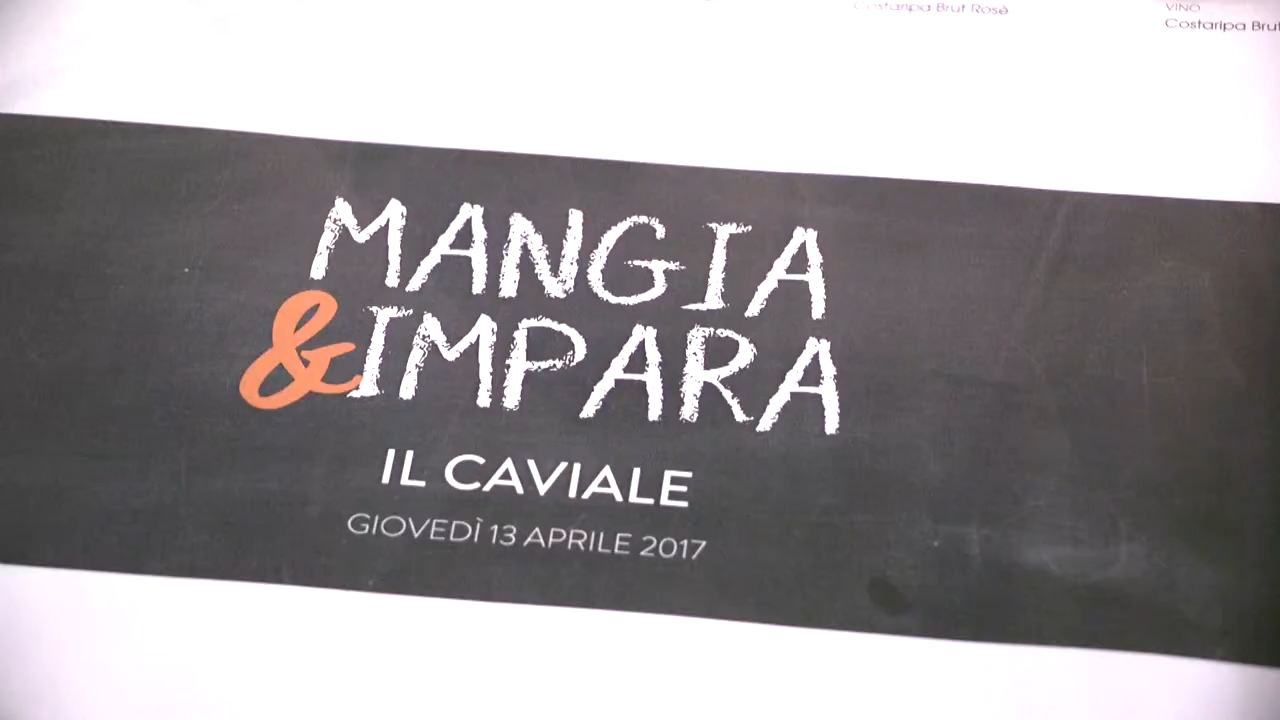 Costaripa Brut Rosè
VINO
Costaripa Brut
MANGIA
& IMPARA
IL CAVIALE
GIOVEDÌ 13 APRILE 2017